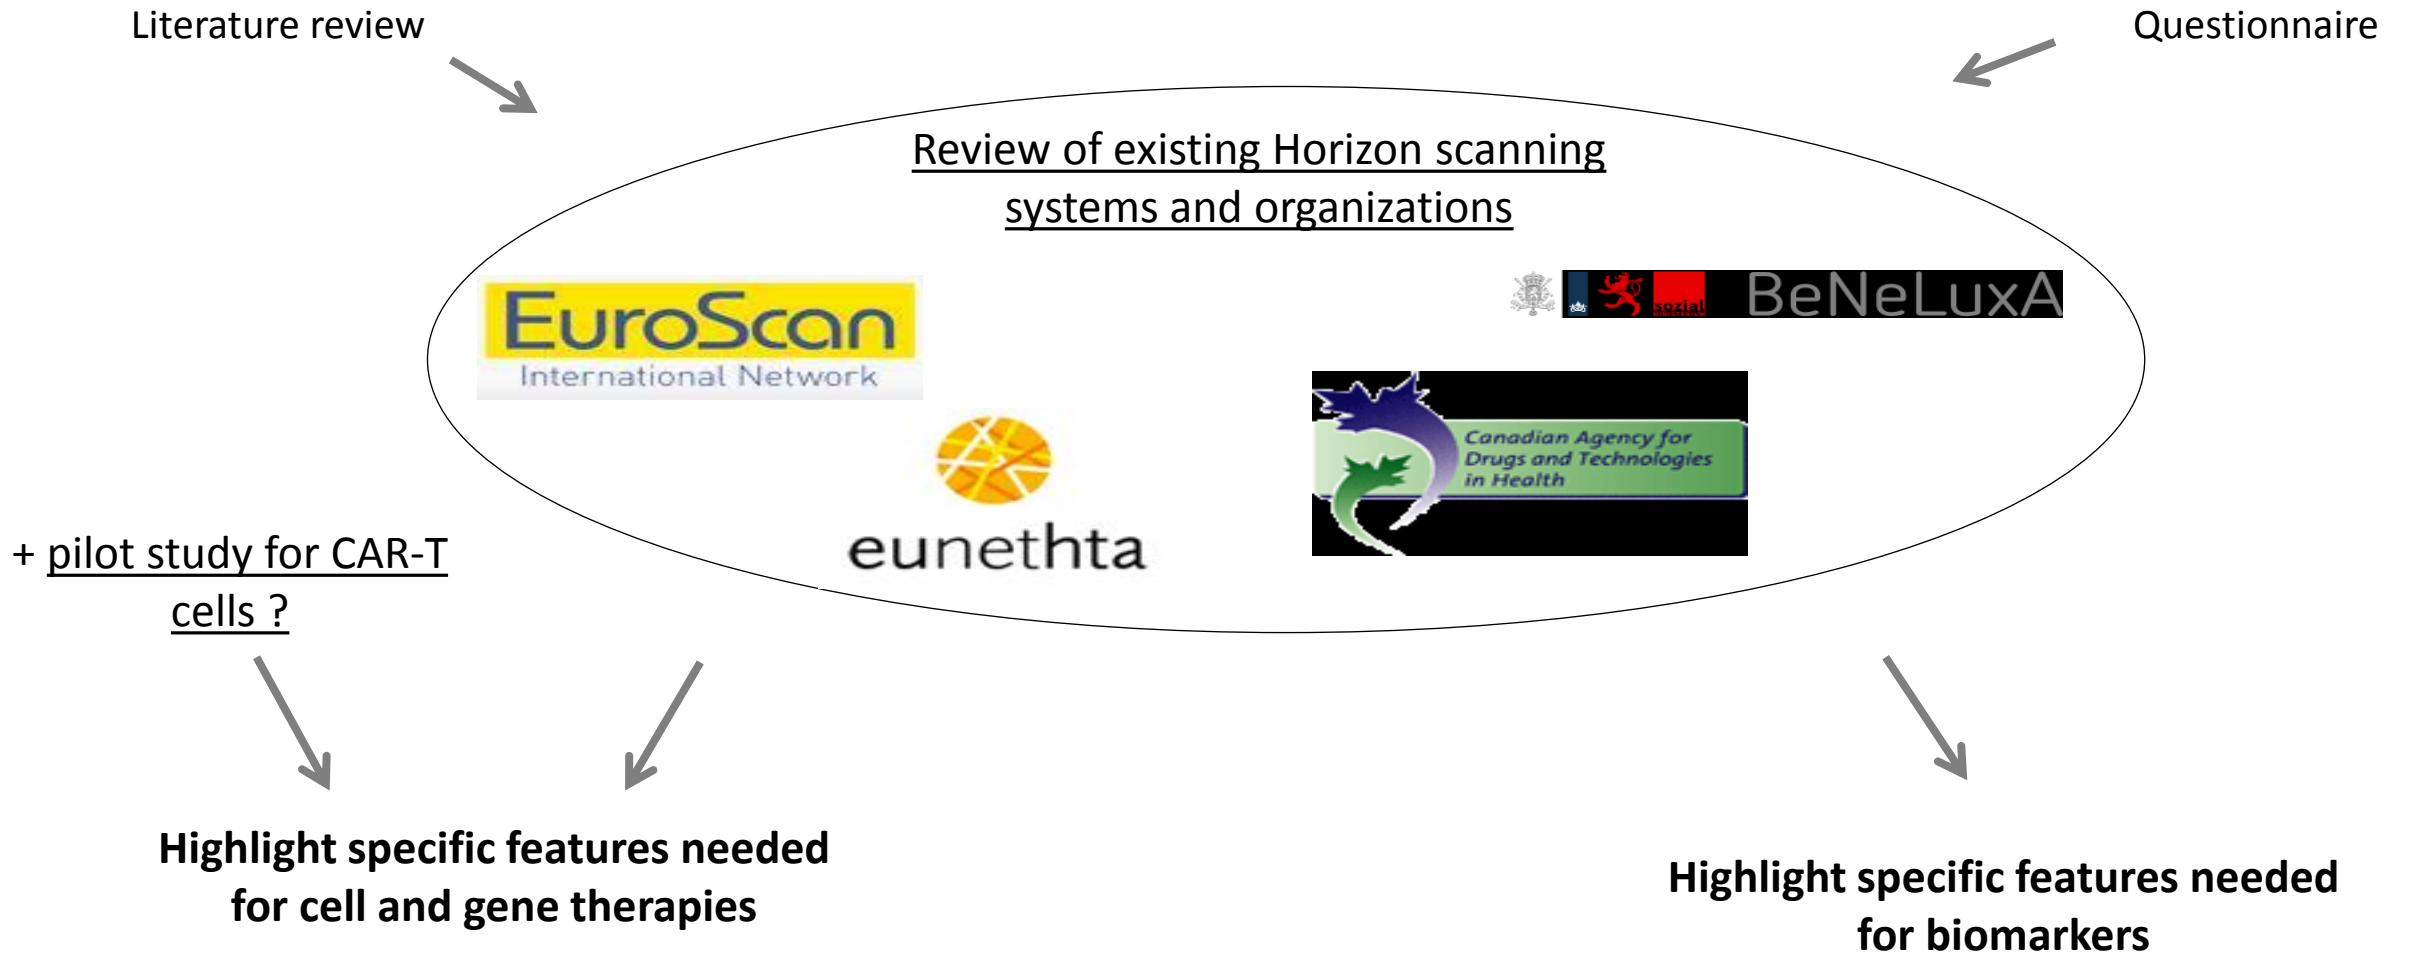 Literature review
Questionnaire
Review of existing Horizon scanning
systems and organizations
EuroScan
International Network
sozial
MINISTERIUM
BeNeLuxA
Canadian Agency for
Drugs and Technologies
in Health
eunethta
+ pilot study for CAR-T
cells ?
Highlight specific features needed
for cell and gene therapies
Highlight specific features needed
for biomarkers